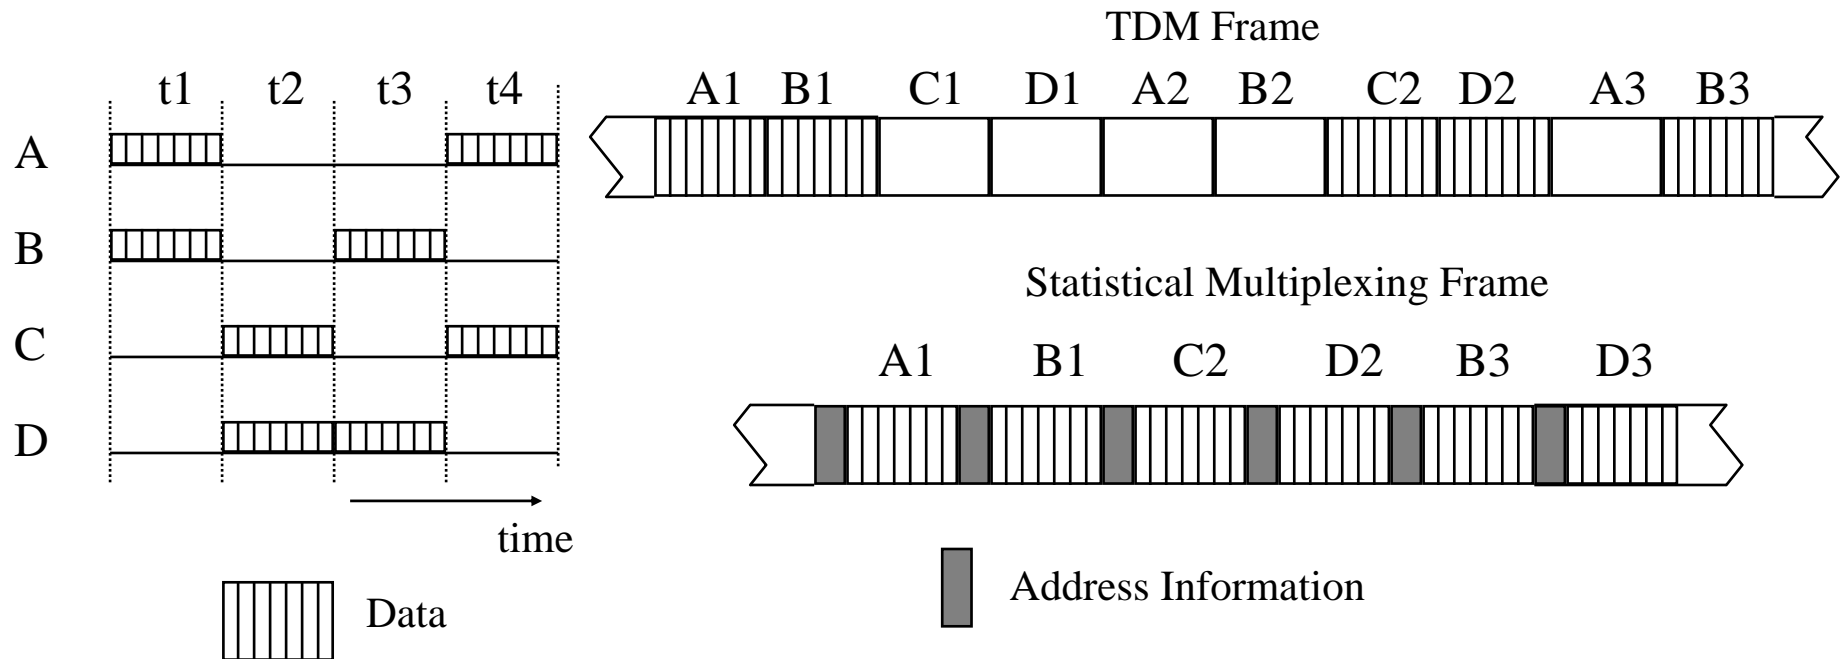 TDM Frame
t1 t2 t3 t4
A1 B1 C1 D1 A2 B2 C2 D2 A3 B3
A
B
C
D
time
Data
Statistical Multiplexing Frame
A1 B1 C2 D2 B3 D3
Address Information